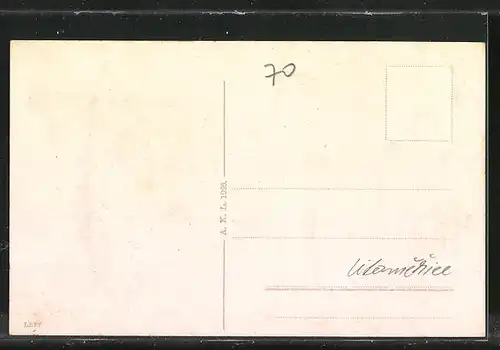 70
A. K. L. 1928.
Litoměřice